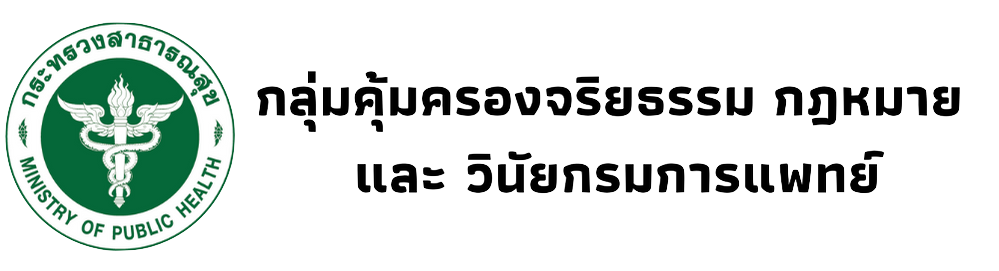 กระทรวงสาธารณสุข
MINISTRY OF PUBLIC HEALTH
กลุ่มคุ้มครองจริยธรรม กฎหมาย
และ วินัยกรมการแพทย์